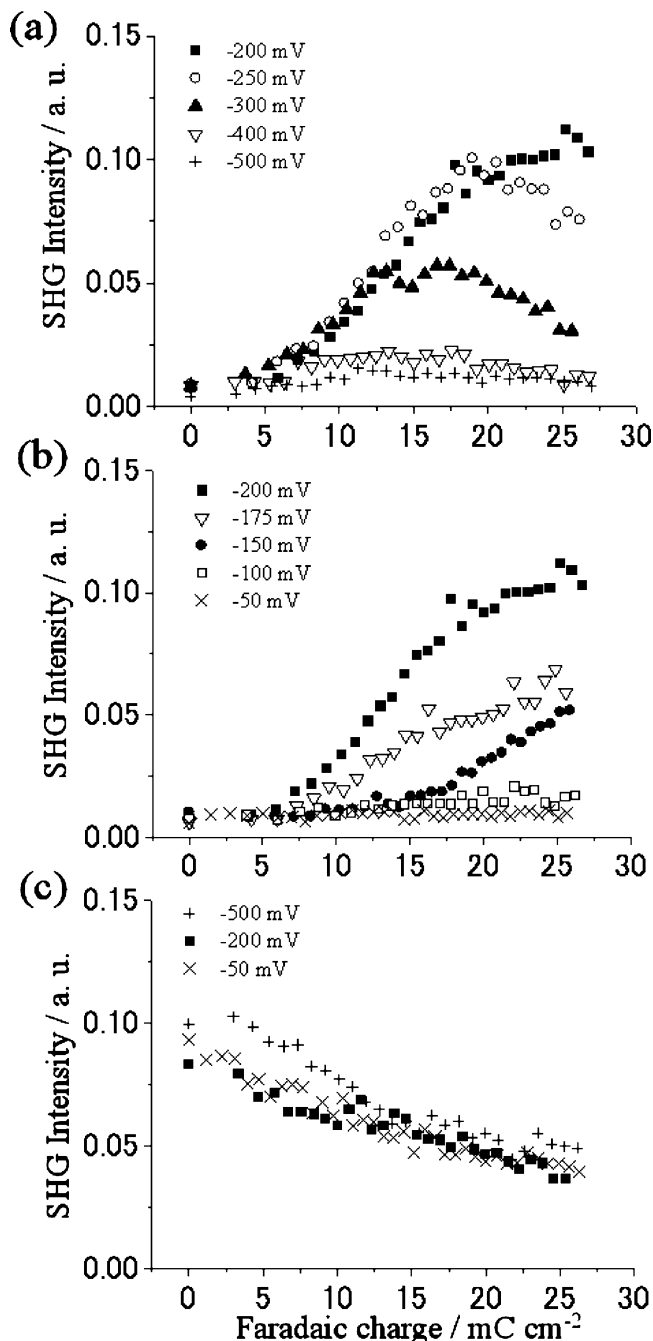 (a)
-200 mV
-250 mV
-300 mV
-400 mV
-500 mV
SHG Intensity / a. u.
0.15
0.10
0.05
0.00
0 5 10 15 20 25 30
(b)
-200 mV
-175 mV
-150 mV
-100 mV
-50 mV
SHG Intensity / a. u.
0.15
0.10
0.05
0.00
0 5 10 15 20 25 30
(c)
-500 mV
-200 mV
-50 mV
SHG Intensity / a. u.
0.15
0.10
0.05
0.00
0 5 10 15 20 25 30
Faradaic charge / mC cm⁻²